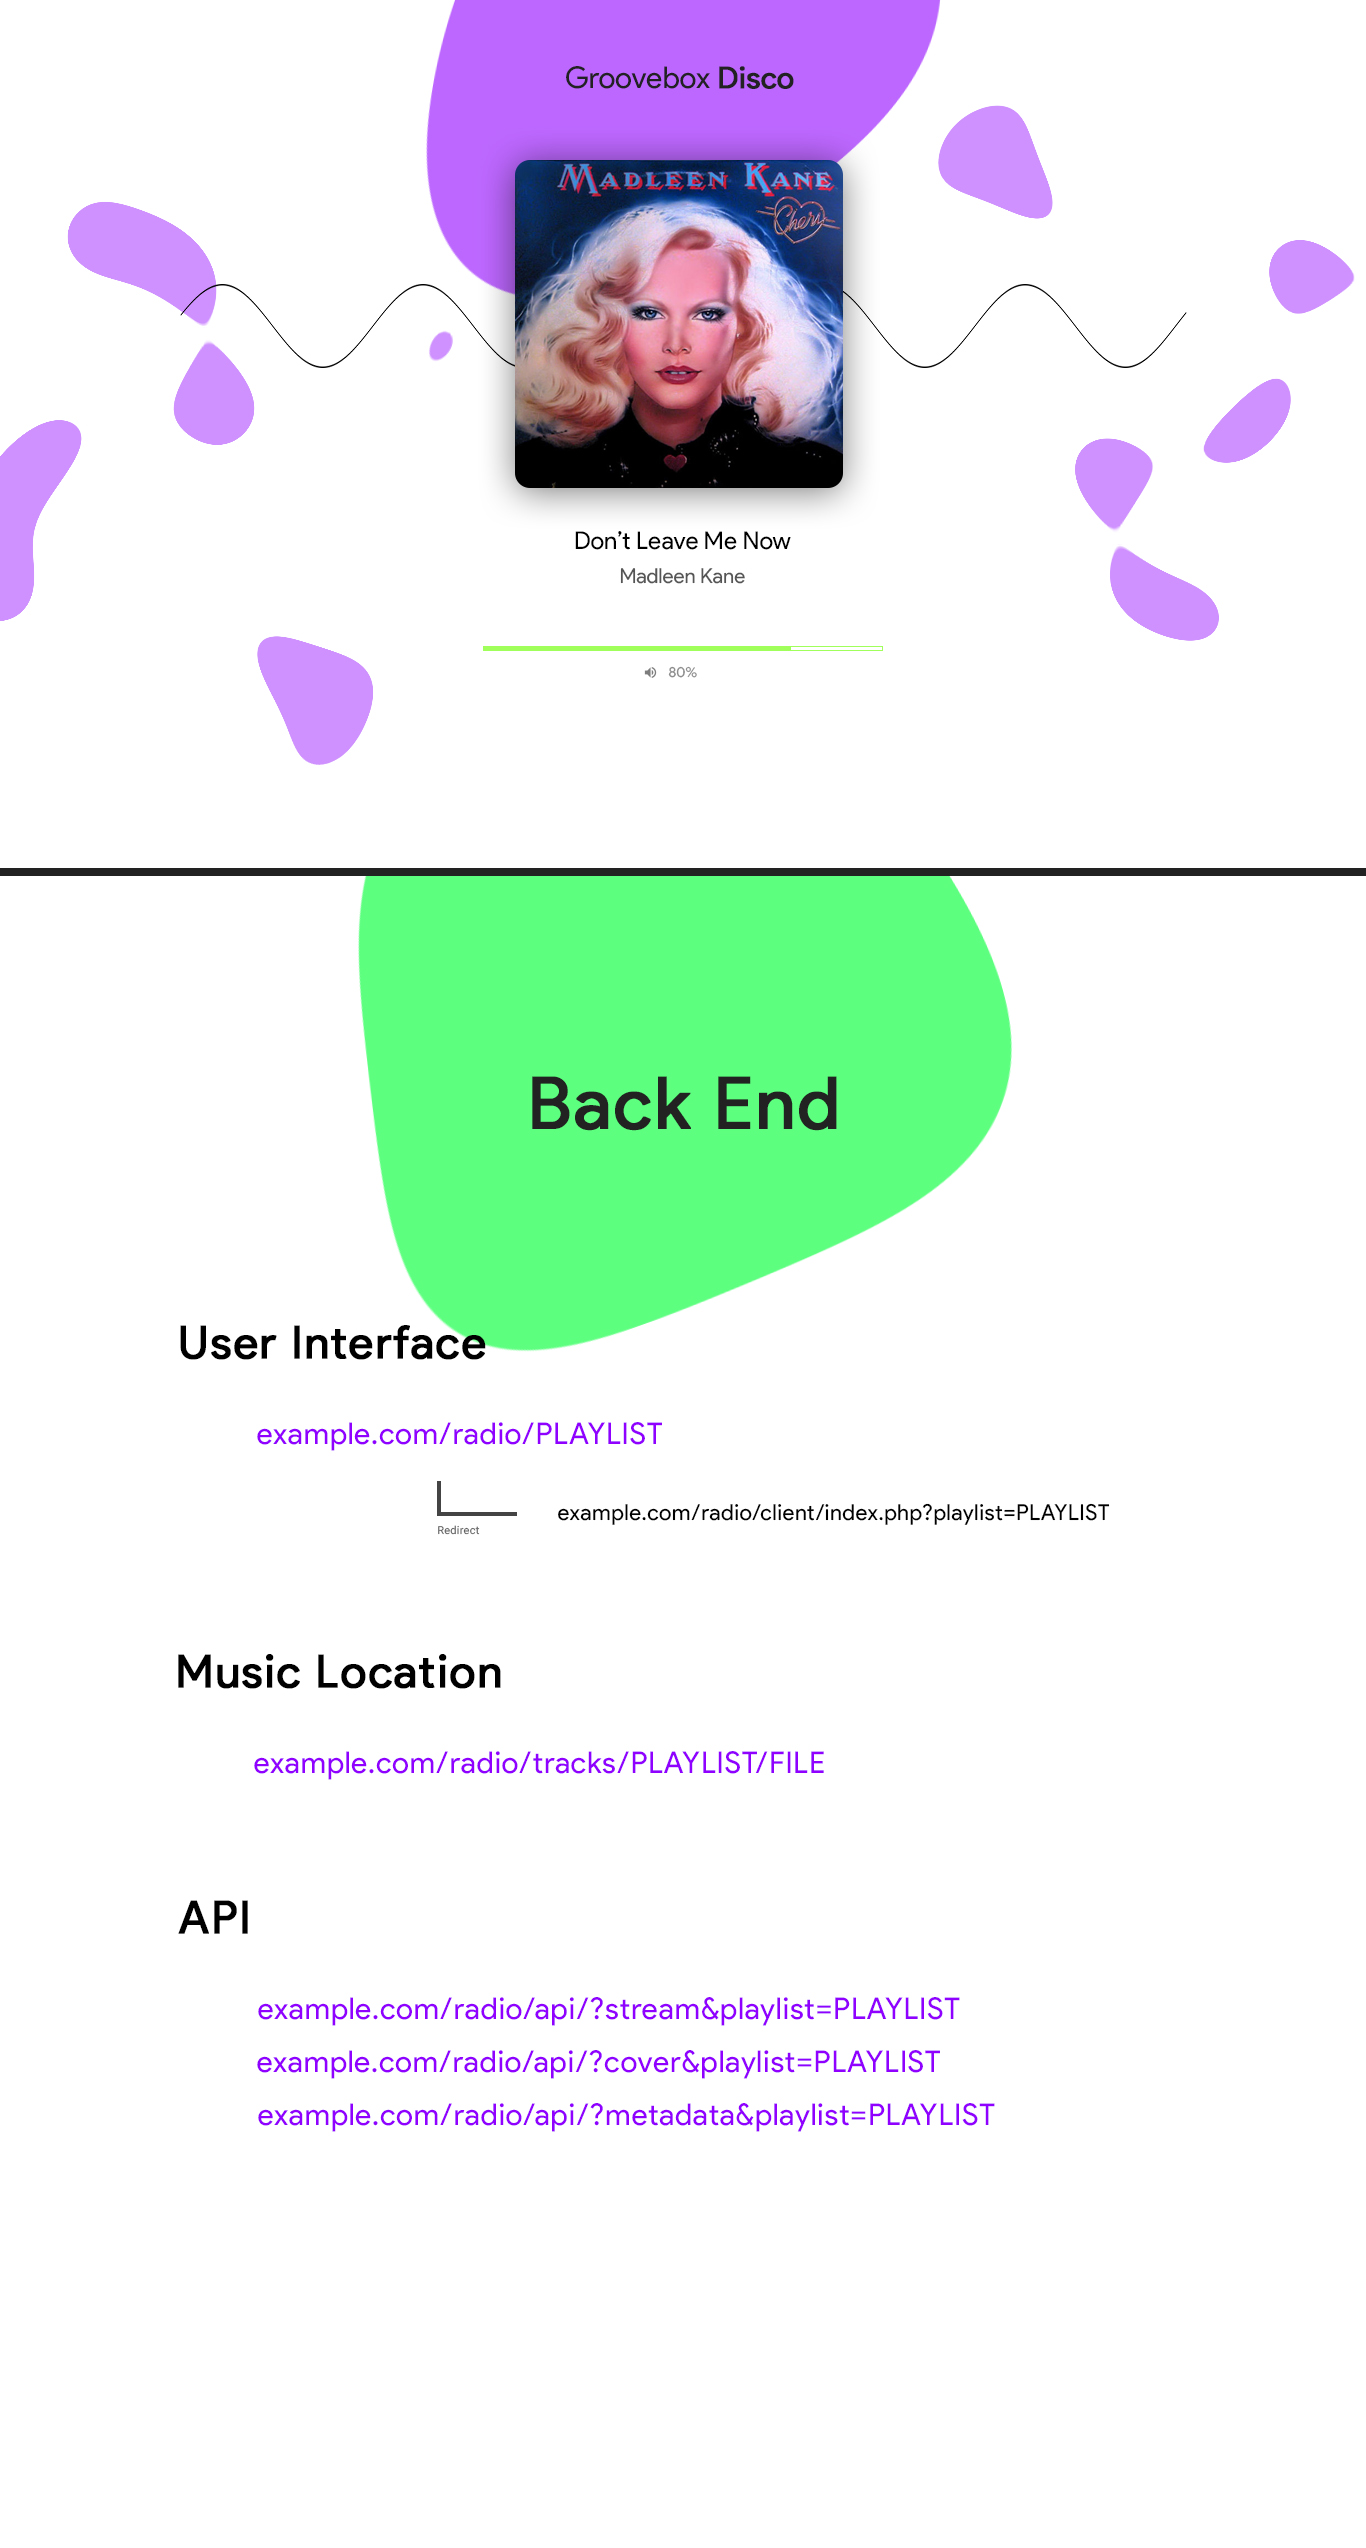 Groovebox Disco
MADLEEN KANE
Cheri
Don’t Leave Me Now
Madleen Kane
80%
Back End
User Interface
example.com/radio/PLAYLIST
Redirect
example.com/radio/client/index.php?playlist=PLAYLIST
Music Location
example.com/radio/tracks/PLAYLIST/FILE
API
example.com/radio/api/?stream&playlist=PLAYLIST
example.com/radio/api/?cover&playlist=PLAYLIST
example.com/radio/api/?metadata&playlist=PLAYLIST